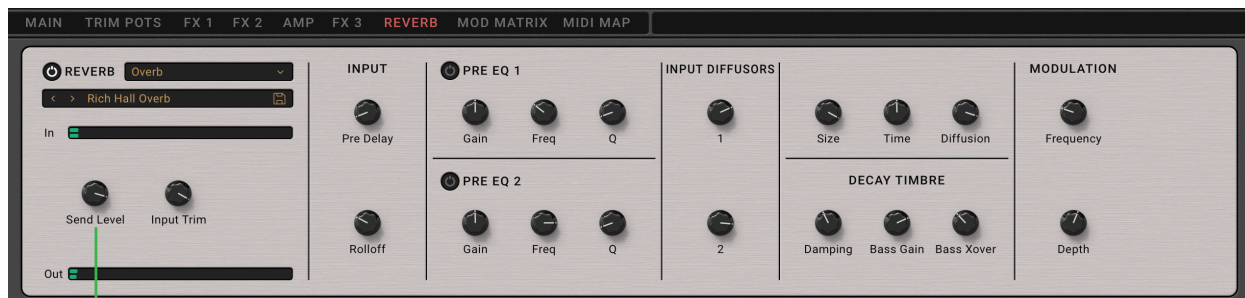 MAIN TRIM POTS FX 1 FX 2 AMP FX 3 REVERB MOD MATRIX MIDI MAP
REVERB Overb
Rich Hall Overb
In
Send Level Input Trim
Out
INPUT
Pre Delay
Rolloff
PRE EQ 1
Gain Freq Q
PRE EQ 2
Gain Freq Q
INPUT DIFFUSORS
1
2
Size Time Diffusion
DECAY TIMBRE
Damping Bass Gain Bass Xover
MODULATION
Frequency
Depth